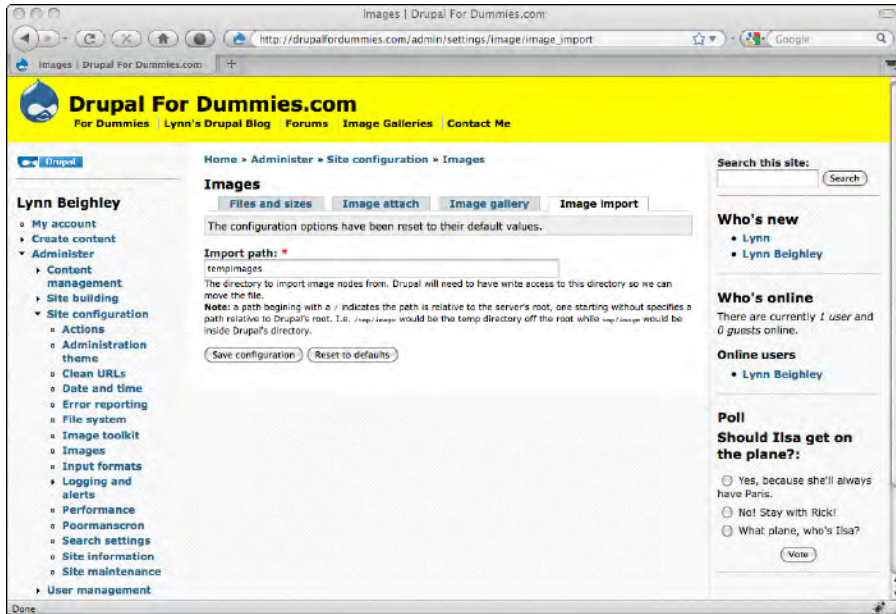 Images | Drupal For Dummies.com
http://drupalfordummies.com/admin/settings/image/image_import
Google
Images | Drupal For Dummies.com
Drupal For Dummies.com
For Dummies
Lynn's Drupal Blog
Forums
Image Galleries
Contact Me
Drupal
Lynn Beighley
My account
Create content
Administer
Content
management
Site building
Site configuration
Actions
Administration
theme
Clean URLs
Date and time
Error reporting
File system
Image toolkit
Images
Input formats
Logging and
alerts
Performance
Poormanscron
Search settings
Site information
Site maintenance
User management
Home » Administer » Site configuration » Images
Images
Files and sizes
Image attach
Image gallery
Image import
The configuration options have been reset to their default values.
Import path: *
tempimages
The directory to import image nodes from. Drupal will need to have write access to this directory so we can
move the file.
Note: a path begining with a / indicates the path is relative to the server's root, one starting without specifies a
path relative to Drupal's root. I.e. /tmp/image would be the temp directory off the root while tmp/image would be
inside Drupal's directory.
Save configuration
Reset to defaults
Search this site:
Search
Who's new
Lynn
Lynn Beighley
Who's online
There are currently 1 user and
0 guests online.
Online users
Lynn Beighley
Poll
Should Ilsa get on
the plane?:
Yes, because she'll always
have Paris.
No! Stay with Rick!
What plane, who's Ilsa?
Vote
Done